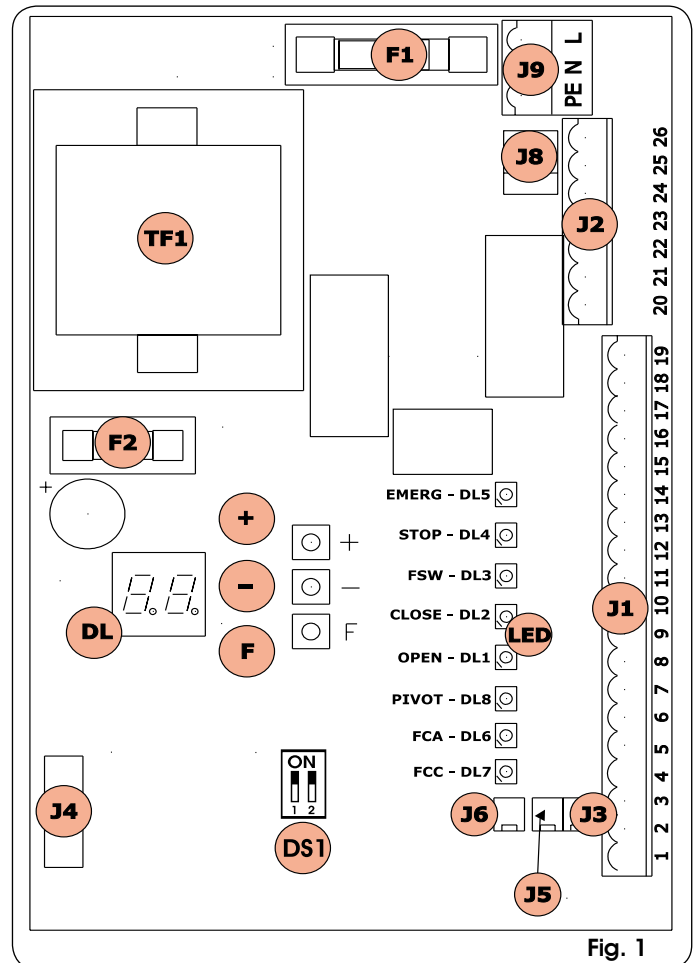 F1
J9
PE N L
J8
J2
20 21 22 23 24 25 26
TF1
1 2 3 4 5 6 7 8 9 10 11 12 13 14 15 16 17 18 19
J1
F2
+
+
+
-
—
F
F
8.8.
DL
EMERG - DL5
STOP - DL4
FSW - DL3
CLOSE - DL2
LED
OPEN - DL1
PIVOT - DL8
FCA - DL6
FCC - DL7
J4
ON
1 2
DS1
J6
J3
J5
Fig. 1